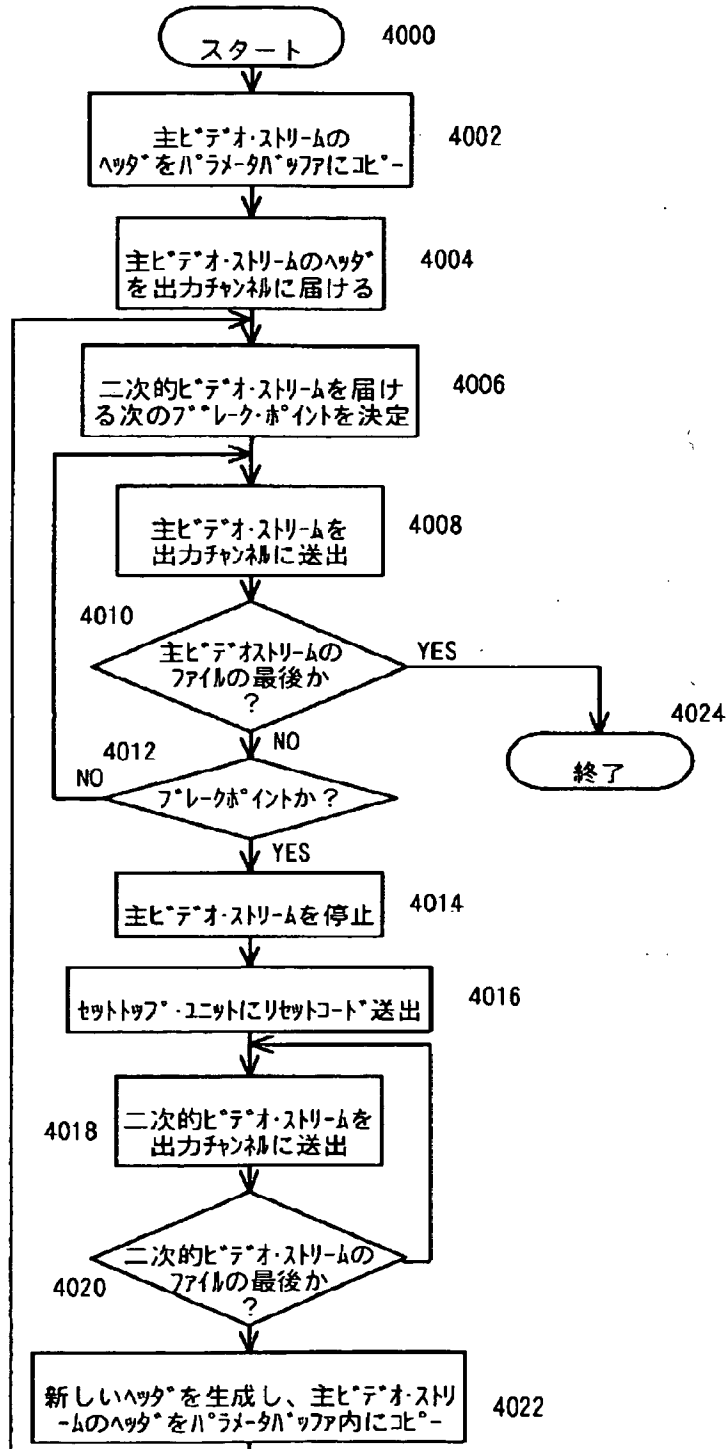 スタート
4000
主ビデオ・ストリームの
ヘッダをパラメータバッファにコピー
4002
主ビデオ・ストリームのヘッダ
を出力チャンネルに届ける
4004
二次的ビデオ・ストリームを届け
る次のブレーク・ポイントを決定
4006
主ビデオ・ストリームを
出力チャンネルに送出
4008
4010
主ビデオストリームの
ファイルの最後か
?
YES
4024
終了
NO
4012
NO
ブレークポイントか?
YES
主ビデオ・ストリームを停止
4014
セットトップ・ユニットにリセットコード送出
4016
4018
二次的ビデオ・ストリームを
出力チャンネルに送出
二次的ビデオ・ストリームの
ファイルの最後か
?
4020
新しいヘッダを生成し、主ビデオ・ストリ
ームのヘッダをパラメータバッファ内にコピー
4022